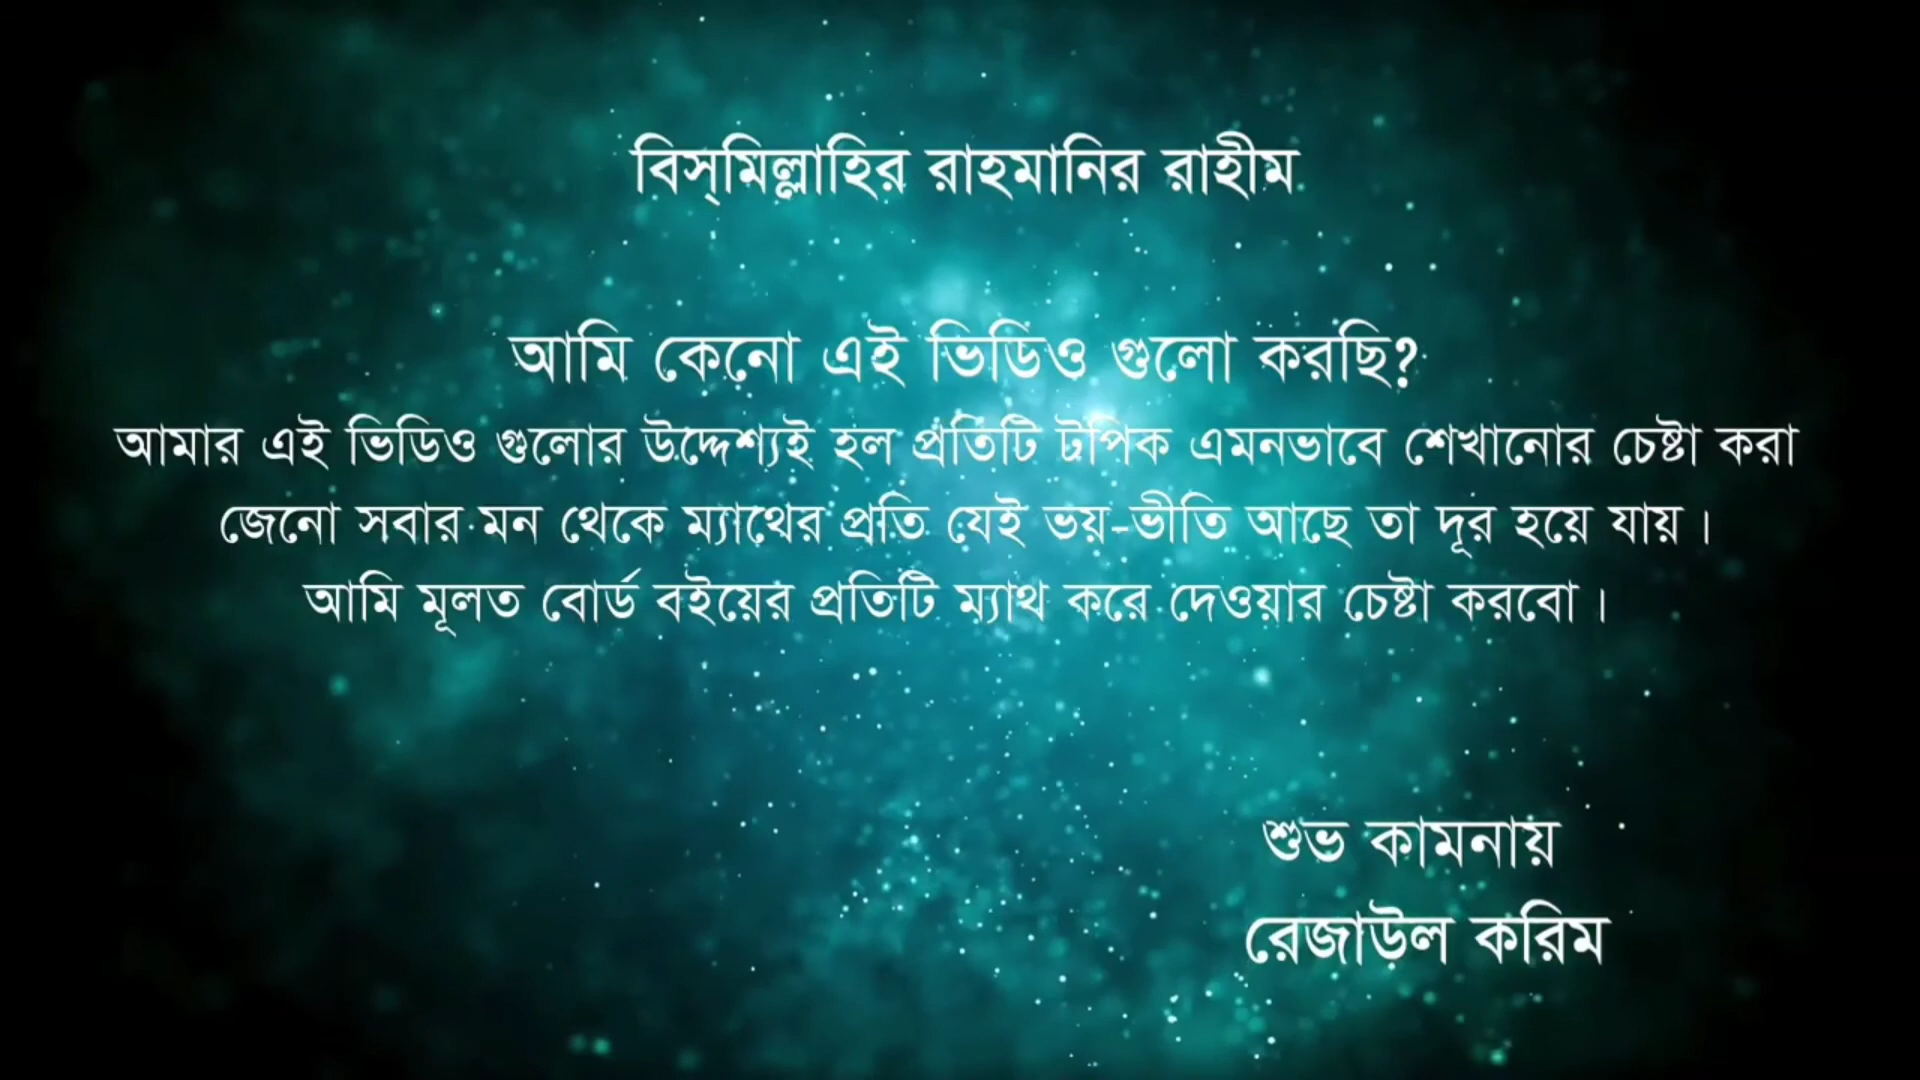 বিস্‌মিল্লাহির রাহমানির রাহীম
আমি কেনো এই ভিডিও গুলো করছি?
আমার এই ভিডিও গুলোর উদ্দেশ্যই হল প্রতিটি টপিক এমনভাবে শেখানোর চেষ্টা করা
জেনো সবার মন থেকে ম্যাথের প্রতি যেই ভয়-ভীতি আছে তা দূর হয়ে যায়।
আমি মূলত বোর্ড বইয়ের প্রতিটি ম্যাথ করে দেওয়ার চেষ্টা করবো।
শুভ কামনায়
রেজাউল করিম